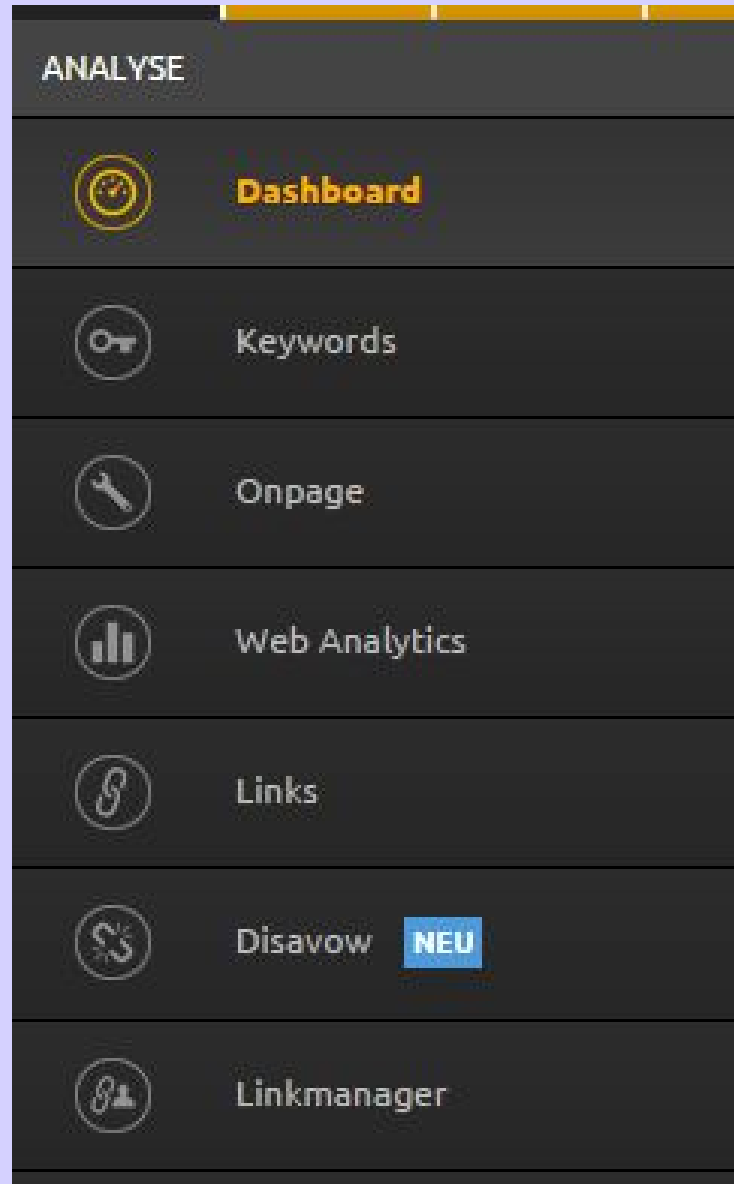 ANALYSE
Dashboard
Keywords
Onpage
Web Analytics
Links
Disavow NEU
Linkmanager